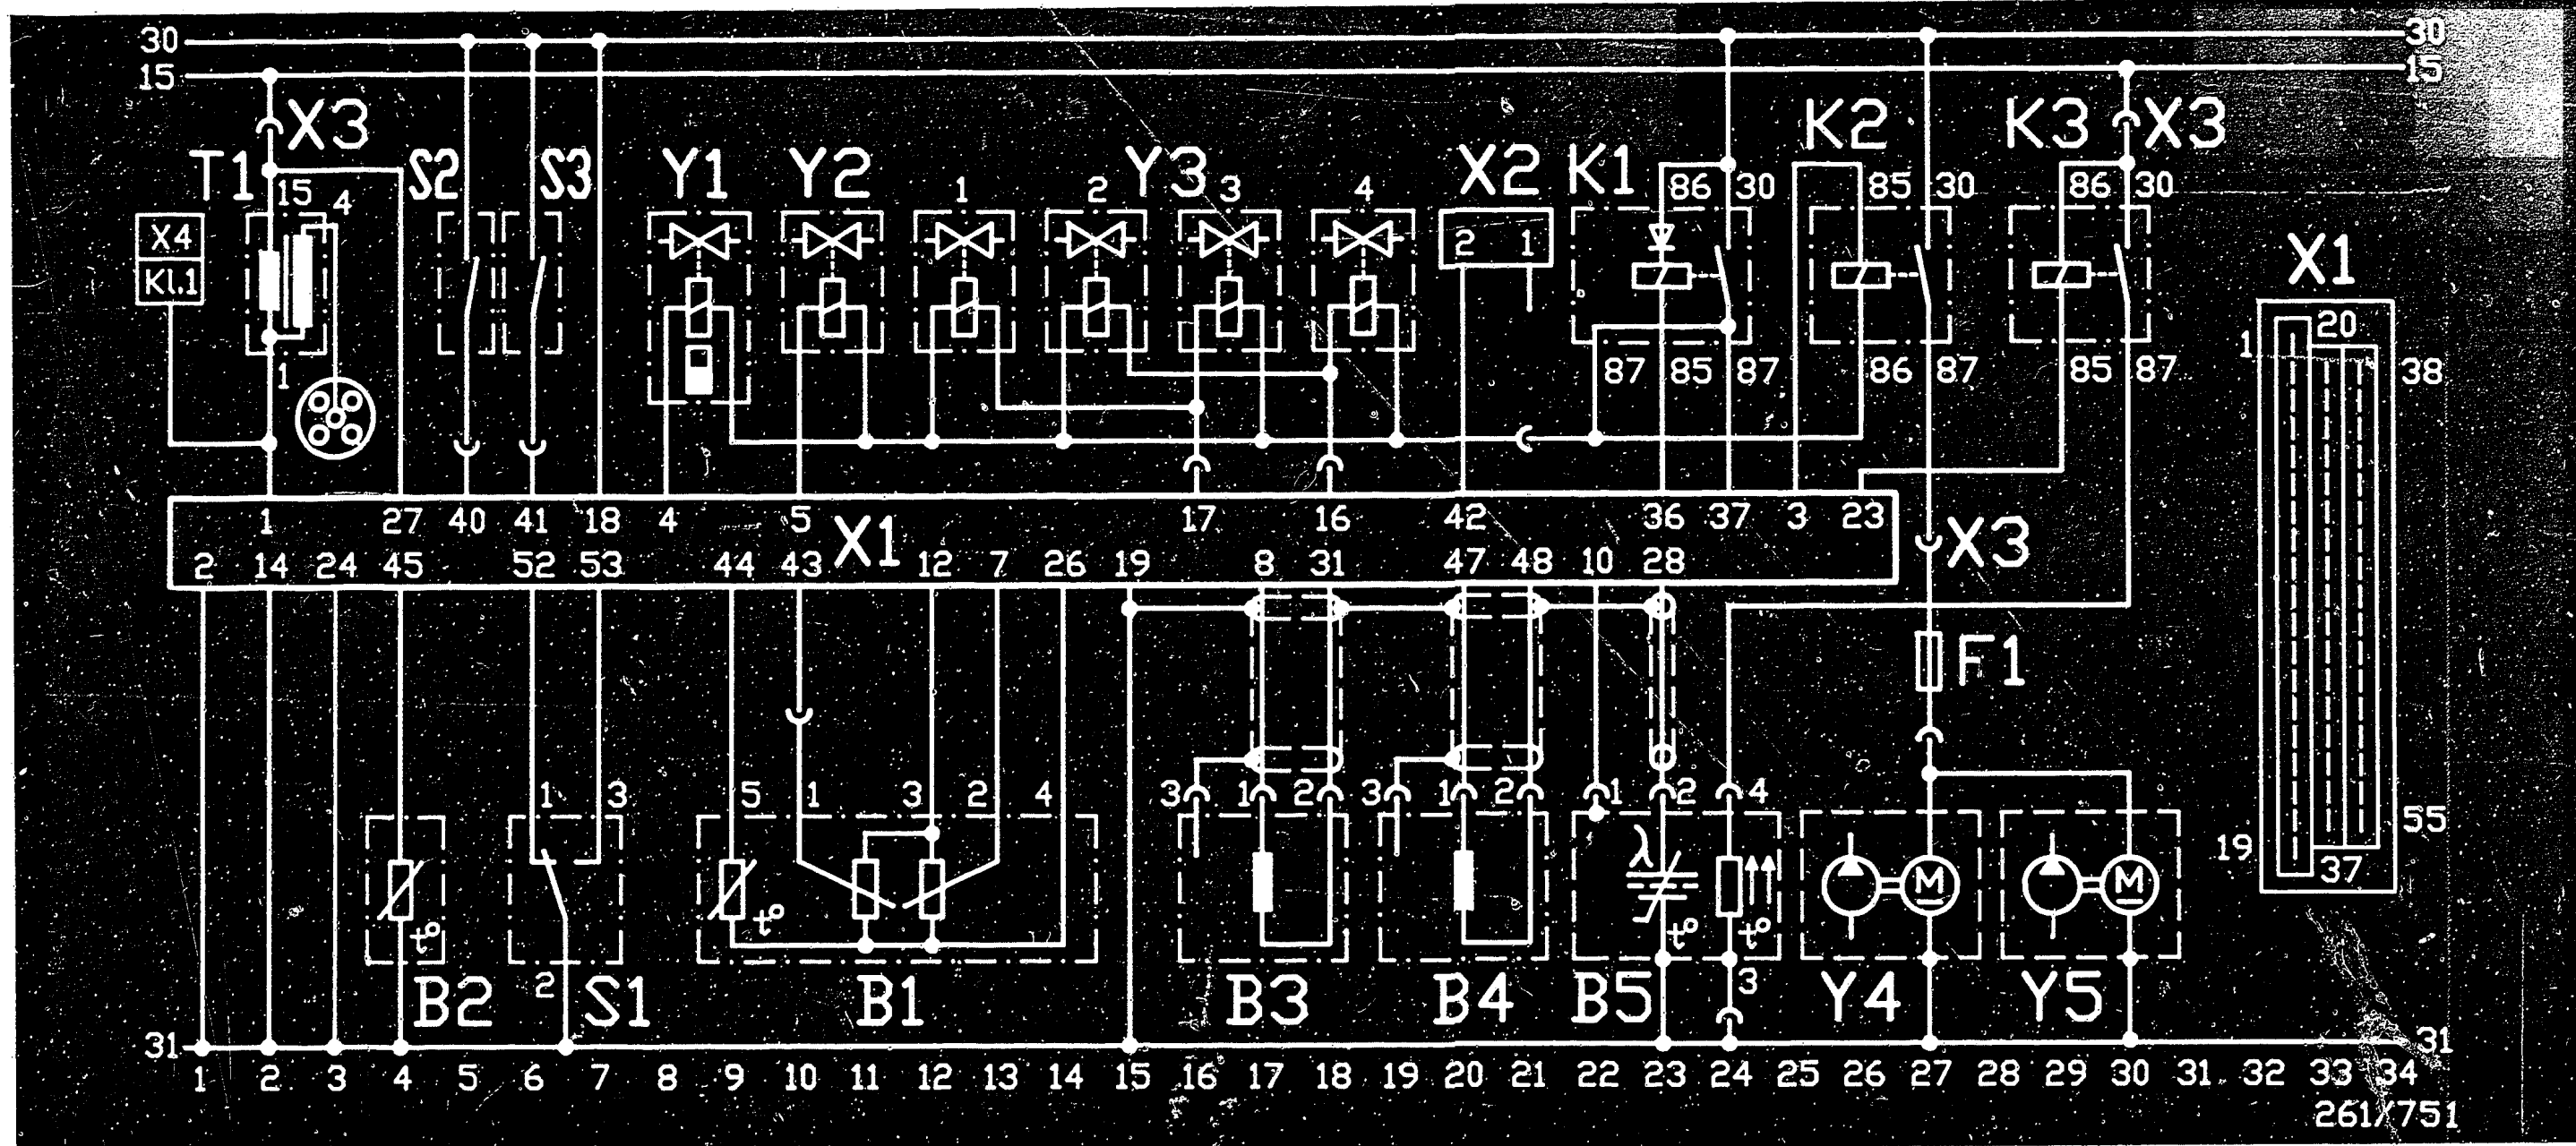 30 30
15 15
X3 K2 K3 X3
T1 15 4 S2 S3 Y1 Y2 1 2 Y3 3 4 X2 K1 86 30 85 30 86 30
X4 2 1 X1
Kl.1
1 20
1 87 85 87 86 87 85 87 38
1 27 40 41 18 4 5 17 16 42 36 37 3 23
X1 X3
2 14 24 45 52 53 44 43 12 7 26 19 8 31 47 48 10 28
F1
1 3 5 1 3 2 4 3 1 2 3 1 2 1 2 4
55
λ 19 37
M M
t° t° t° t°
B2 2 S1 B1 B3 B4 B5 3 Y4 Y5
31 31
1 2 3 4 5 6 7 8 9 10 11 12 13 14 15 16 17 18 19 20 21 22 23 24 25 26 27 28 29 30 31 32 33 34
261/751